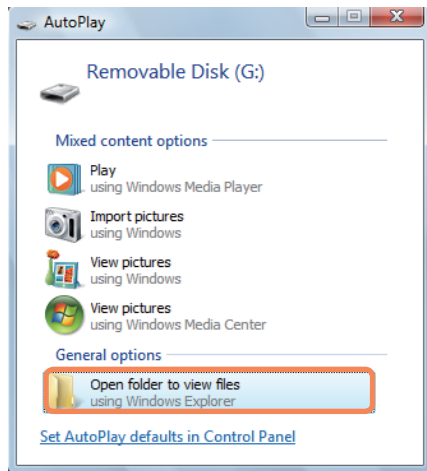 AutoPlay
Removable Disk (G:)
Mixed content options
Play
using Windows Media Player
Import pictures
using Windows
View pictures
using Windows
View pictures
using Windows Media Center
General options
Open folder to view files
using Windows Explorer
Set AutoPlay defaults in Control Panel